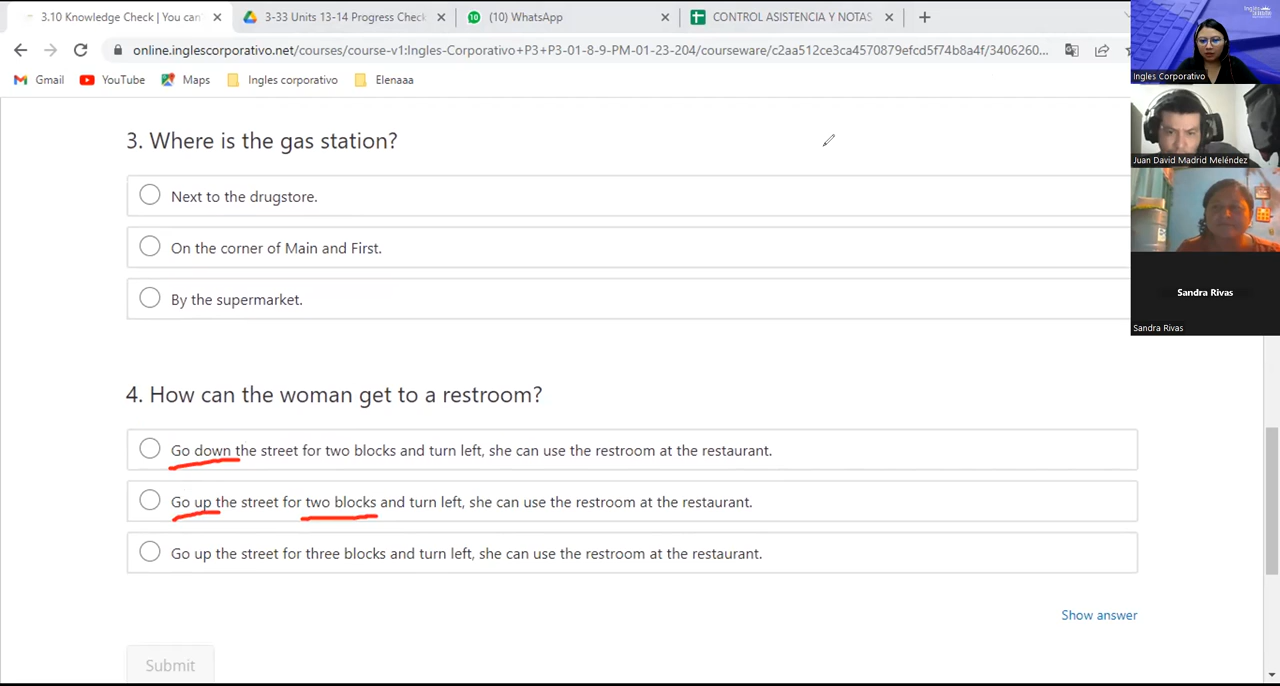 3.10 Knowledge Check | You can'
3-33 Units 13-14 Progress Check
(10) WhatsApp
CONTROL ASISTENCIA Y NOTAS
online.inglescorporativo.net/courses/course-v1:Ingles-Corporativo+P3+P3-01-8-9-PM-01-23-204/courseware/c2aa512ce3ca4570879efcd5f74b8a4f/3406260...
Gmail
YouTube
Maps
Ingles corporativo
Elenaaa
Ingles Corporativo
Juan David Madrid Meléndez
Sandra Rivas
Sandra Rivas
3. Where is the gas station?
Next to the drugstore.
On the corner of Main and First.
By the supermarket.
4. How can the woman get to a restroom?
Go down the street for two blocks and turn left, she can use the restroom at the restaurant.
Go up the street for two blocks and turn left, she can use the restroom at the restaurant.
Go up the street for three blocks and turn left, she can use the restroom at the restaurant.
Show answer
Submit